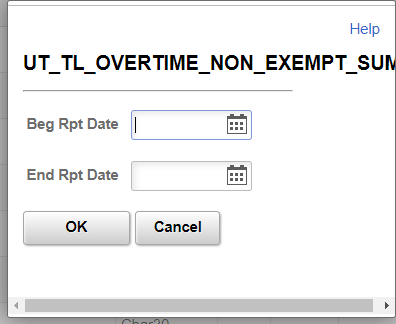 Help
UT_TL_OVERTIME_NON_EXEMPT_SUM
Beg Rpt Date
End Rpt Date
OK
Cancel